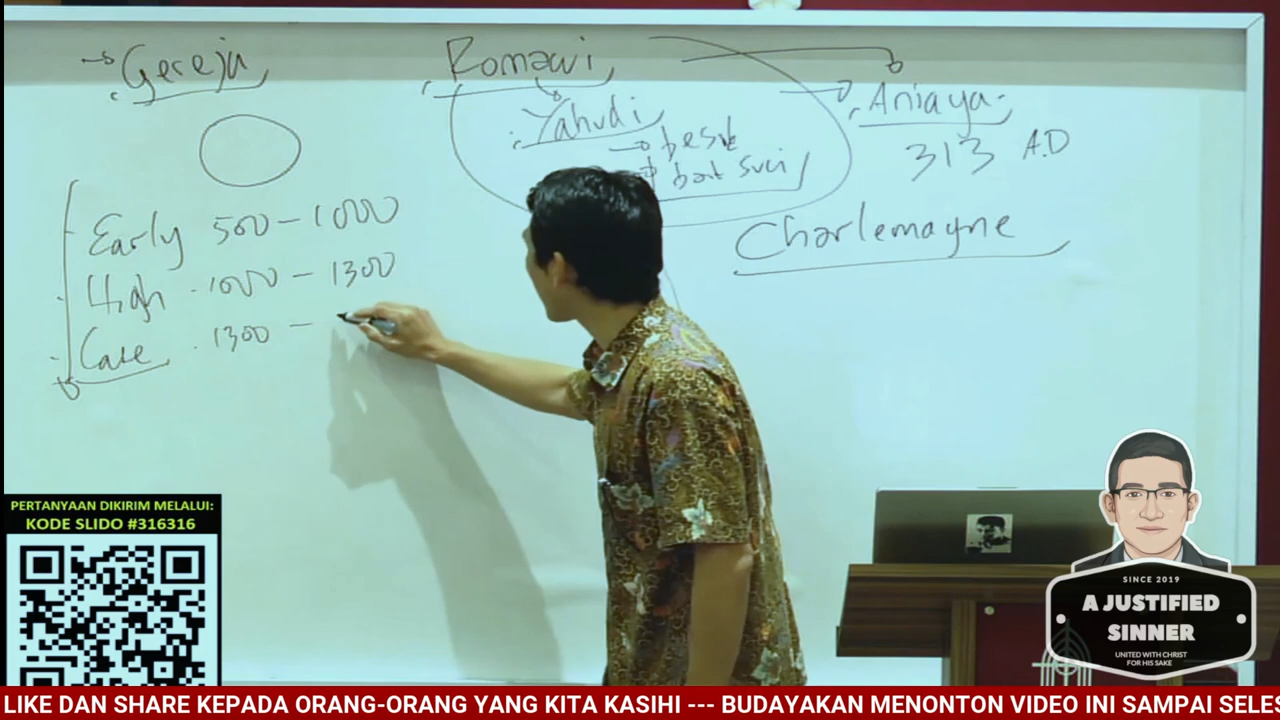 Gereja
Romawi
Yahudi
→ besuk
bait suci
Aniaya
313 A.D
Charlemayne
Early 500 - 1000
High 1000 - 1300
Late 1300 -
PERTANYAAN DIKIRIM MELALUI:
KODE SLIDO #316316
SINCE 2019
A JUSTIFIED
SINNER
UNITED WITH CHRIST
FOR HIS SAKE
LIKE DAN SHARE KEPADA ORANG-ORANG YANG KITA KASIHI --- BUDAYAKAN MENONTON VIDEO INI SAMPAI SELES